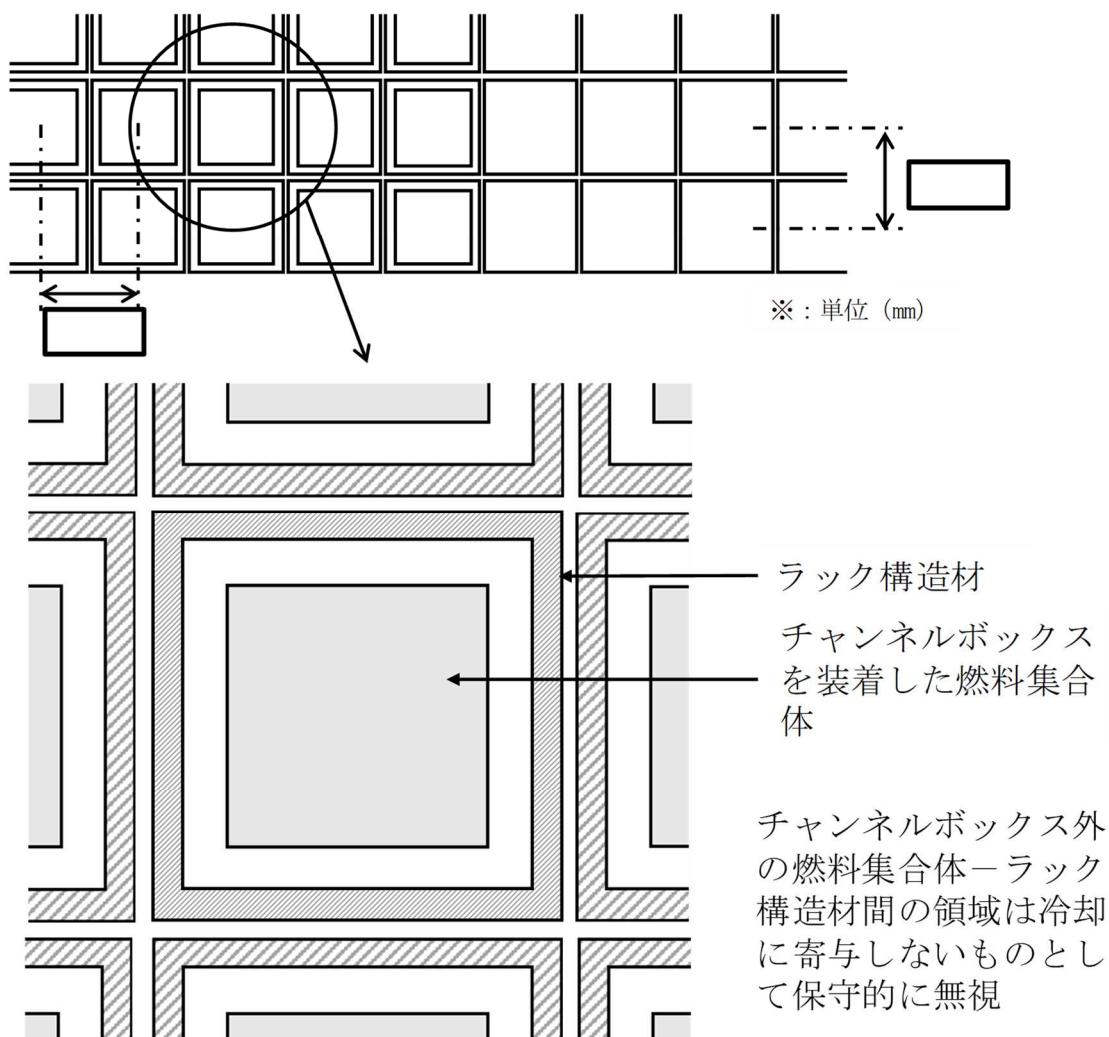 ※：単位（㎜）
ラック構造材
チャンネルボックス
を装着した燃料集合
体
チャンネルボックス外
の燃料集合体－ラック
構造材間の領域は冷却
に寄与しないものとし
て保守的に無視